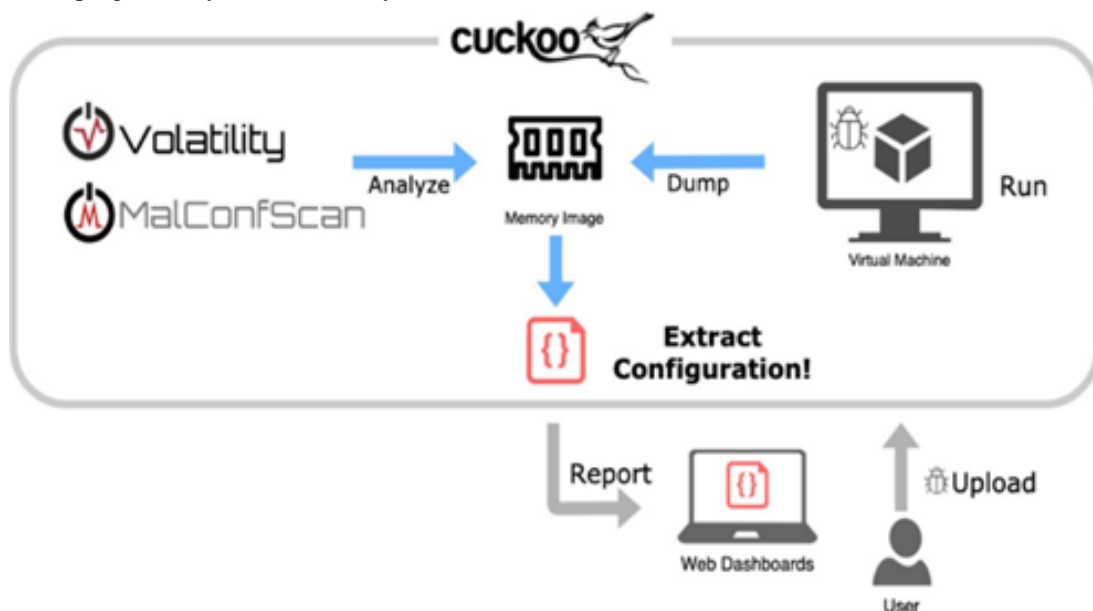 cuckoo
Volatility
MalConfScan
Analyze
Memory Image
Dump
Run
Virtual Machine
{}
Extract
Configuration!
Report
{}
Web Dashboards
Upload
User